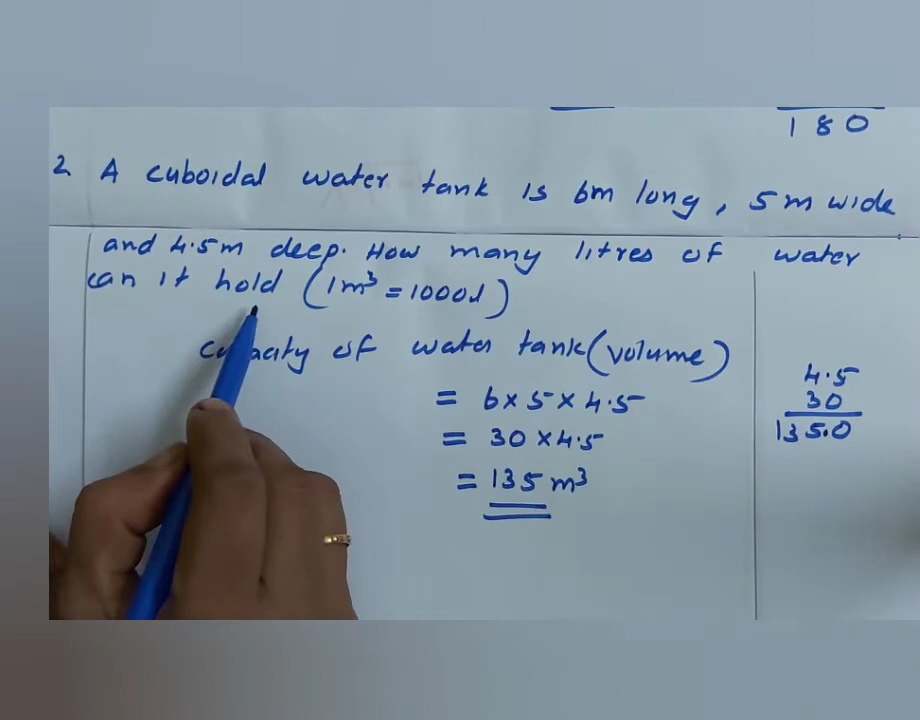 180
2 A cuboidal water tank is 6m long, 5m wide
and 4.5m deep. How many litres of water
can it hold (1m³ = 1000l)
capacity of water tank (volume)
= 6 × 5 × 4.5
= 30 × 4.5
= 135 m³
4.5
30
135.0